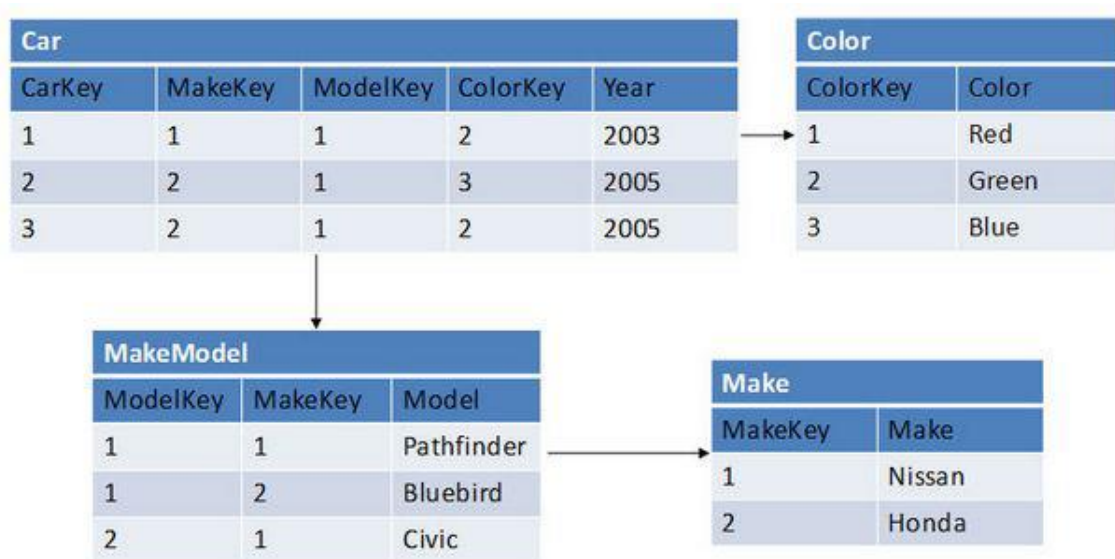 Car
CarKey MakeKey ModelKey ColorKey Year
1 1 1 2 2003
2 2 1 3 2005
3 2 1 2 2005
Color
ColorKey Color
1 Red
2 Green
3 Blue
MakeModel
ModelKey MakeKey Model
1 1 Pathfinder
1 2 Bluebird
2 1 Civic
Make
MakeKey Make
1 Nissan
2 Honda